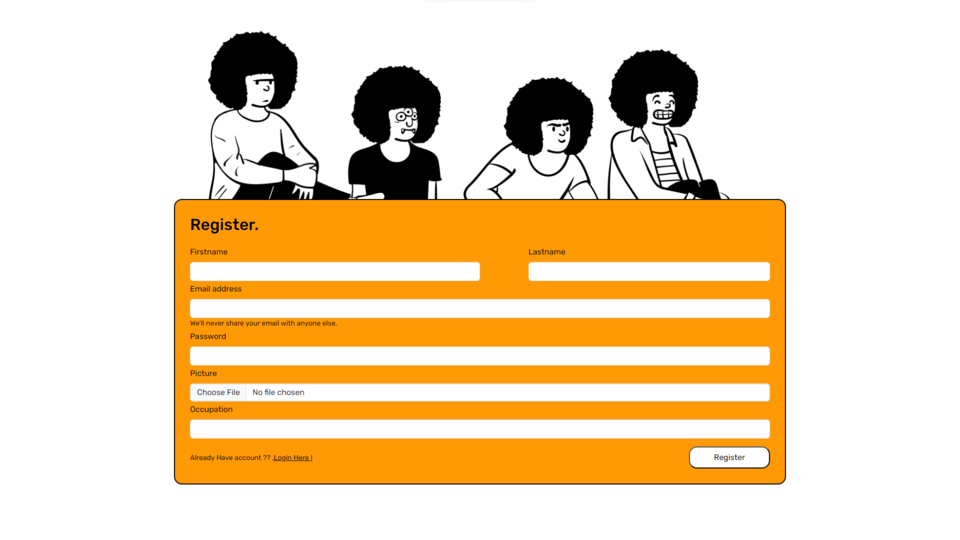 Register.
Firstname Lastname
Email address
We'll never share your email with anyone else.
Password
Picture
Choose File No file chosen
Occupation
Already Have account ?? .Login Here ! Register